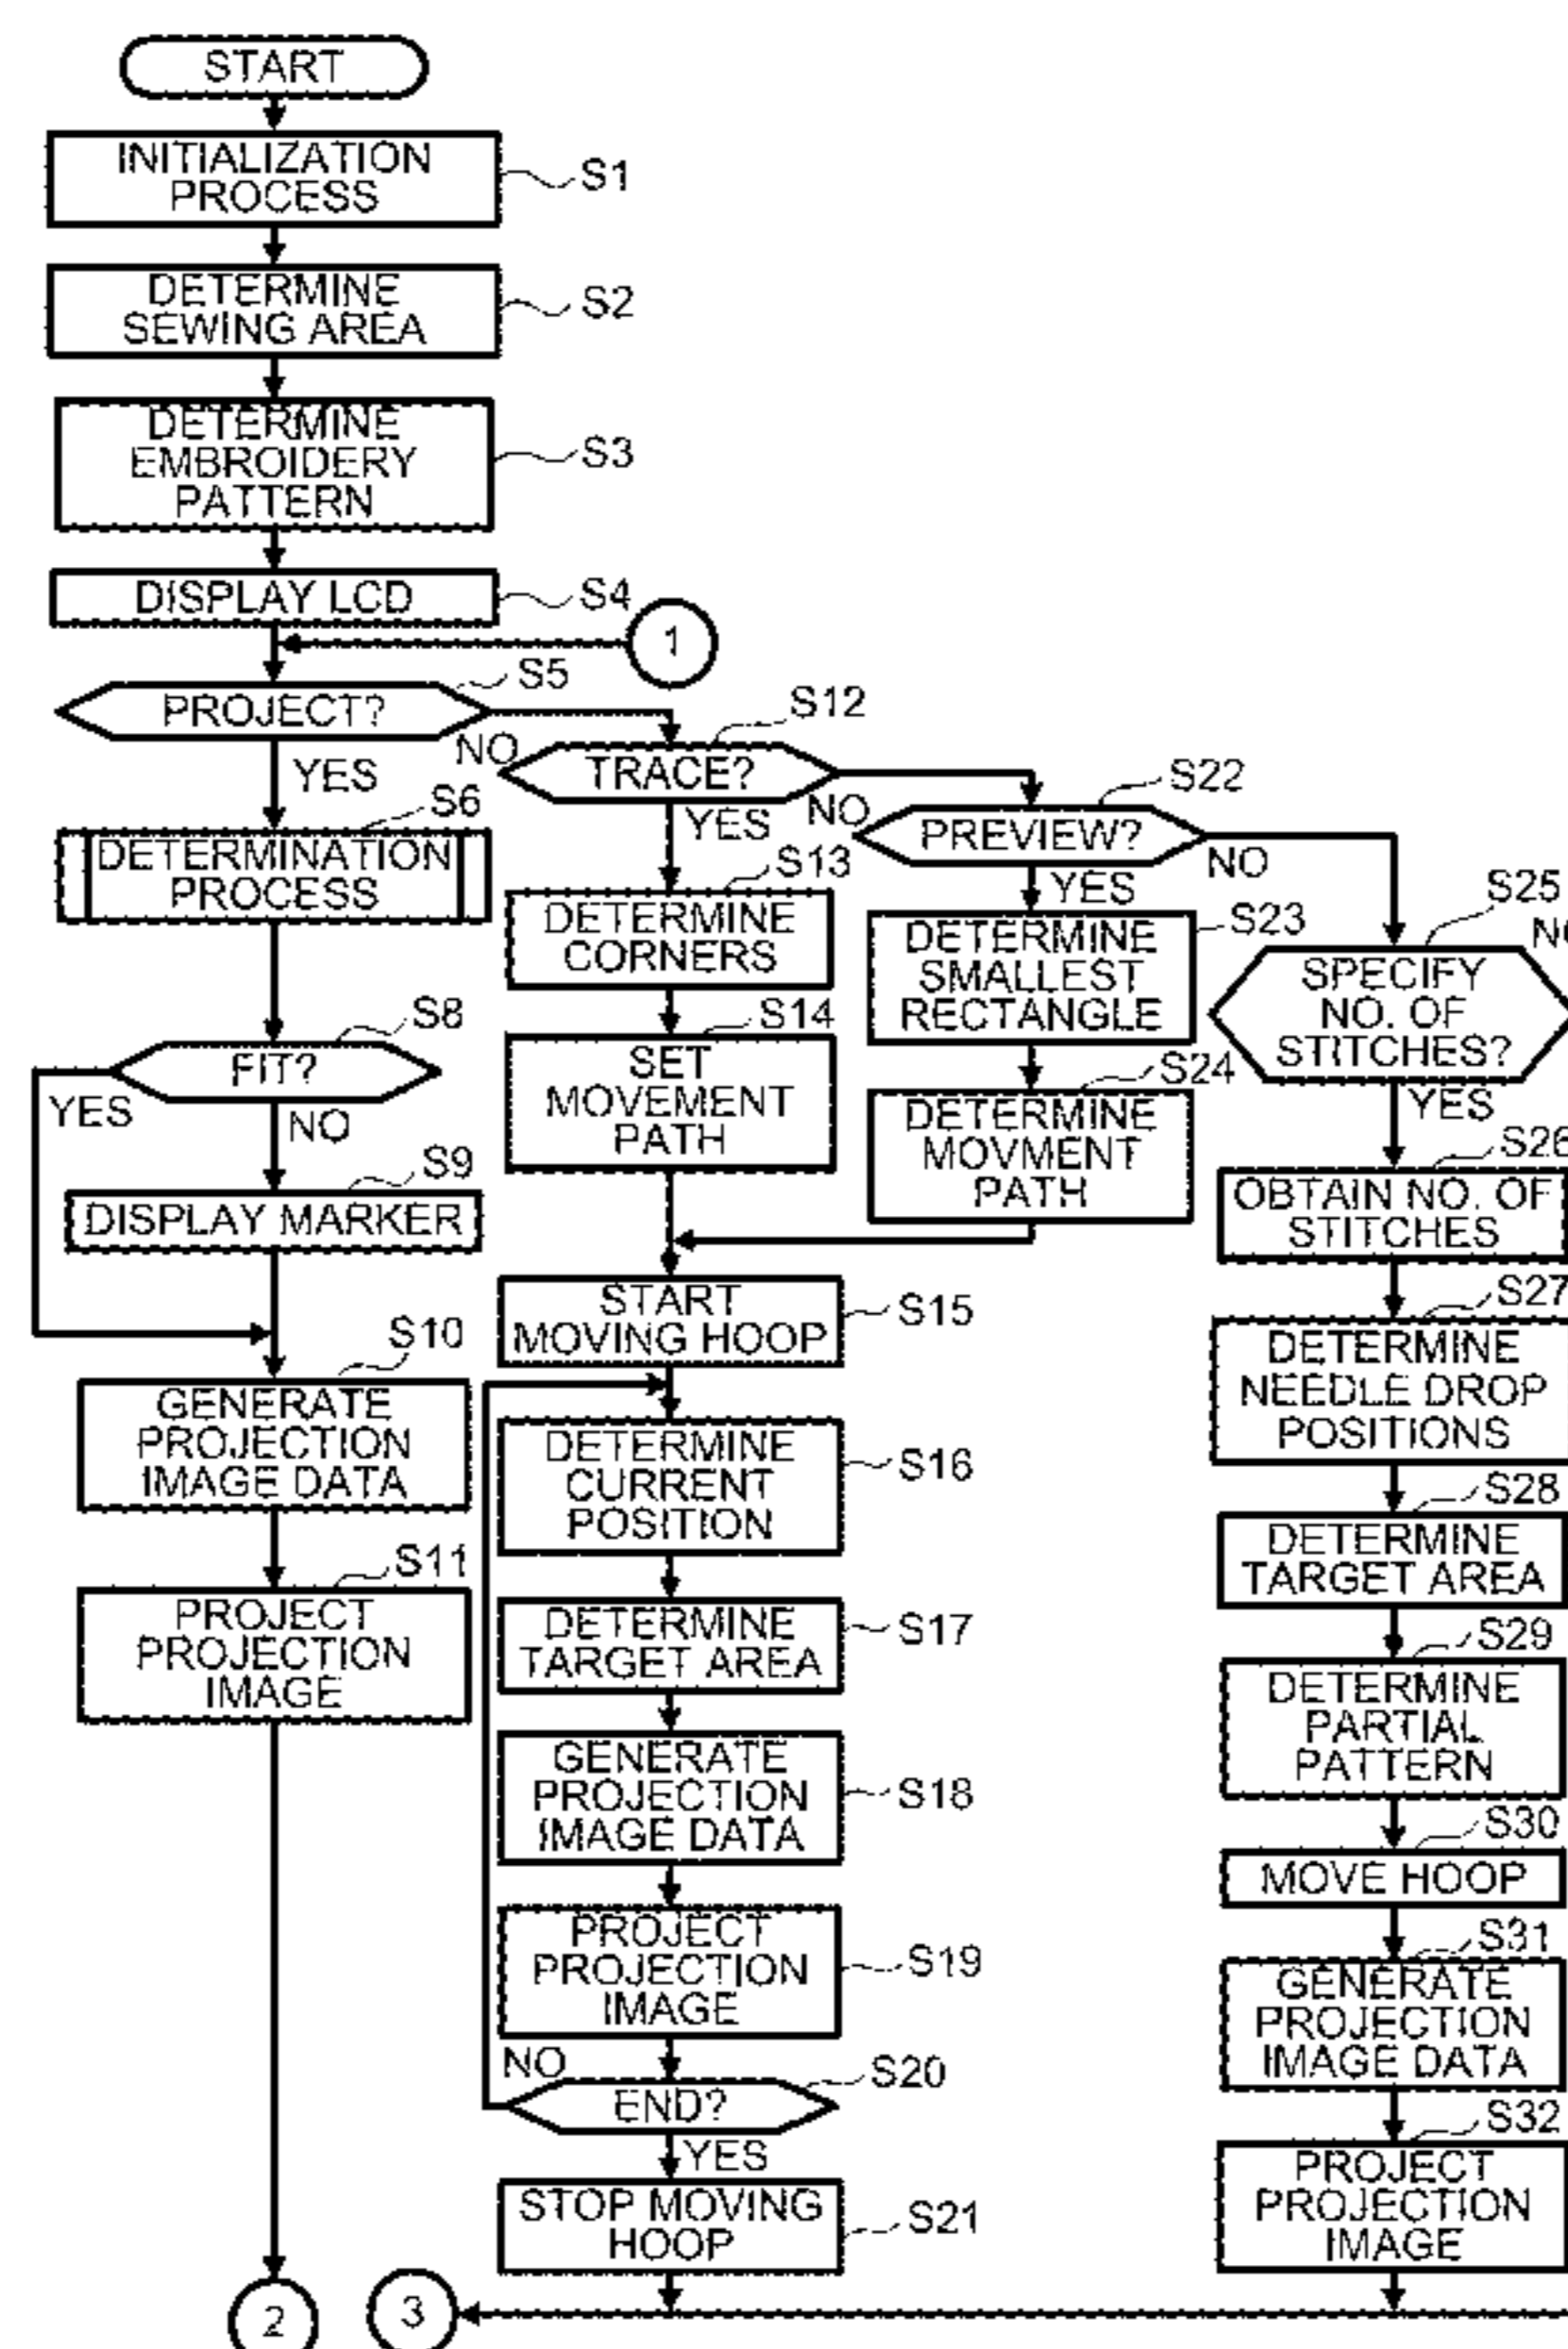 START
INITIALIZATION
PROCESS
S1
DETERMINE
SEWING AREA
S2
DETERMINE
EMBROIDERY
PATTERN
S3
DISPLAY LCD
S4
1
PROJECT?
S5
NO
YES
DETERMINATION
PROCESS
S6
FIT?
S8
YES
NO
DISPLAY MARKER
S9
GENERATE
PROJECTION
IMAGE DATA
S10
PROJECT
PROJECTION
IMAGE
S11
2
TRACE?
S12
NO
YES
DETERMINE
CORNERS
S13
SET
MOVEMENT
PATH
S14
START
MOVING HOOP
S15
DETERMINE
CURRENT
POSITION
S16
DETERMINE
TARGET AREA
S17
GENERATE
PROJECTION
IMAGE DATA
S18
PROJECT
PROJECTION
IMAGE
S19
NO
END?
S20
YES
STOP MOVING
HOOP
S21
3
PREVIEW?
S22
NO
YES
DETERMINE
SMALLEST
RECTANGLE
S23
DETERMINE
MOVMENT
PATH
S24
SPECIFY
NO. OF
STITCHES?
S25
YES
OBTAIN NO. OF
STITCHES
S26
DETERMINE
NEEDLE DROP
POSITIONS
S27
DETERMINE
TARGET AREA
S28
DETERMINE
PARTIAL
PATTERN
S29
MOVE HOOP
S30
GENERATE
PROJECTION
IMAGE DATA
S31
PROJECT
PROJECTION
IMAGE
S32